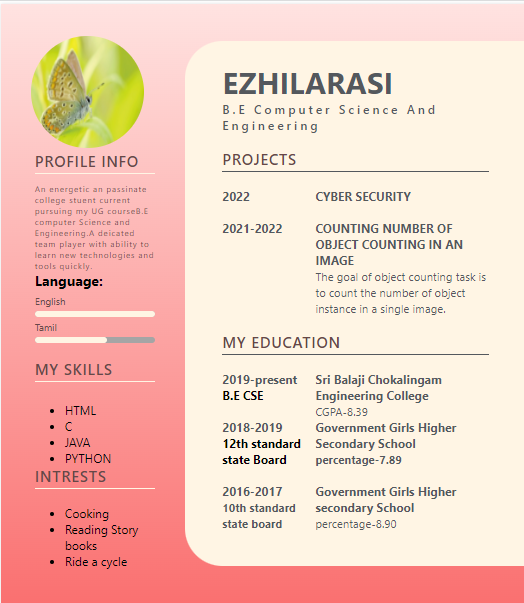 PROFILE INFO
An energetic an passinate
college stuent current
pursuing my UG courseB.E
computer Science and
Engineering.A deicated
team player with ability to
learn new technologies and
tools quickly.
Language:
English
Tamil
MY SKILLS
HTML
C
JAVA
PYTHON
INTRESTS
Cooking
Reading Story
books
Ride a cycle
EZHILARASI
B.E Computer Science And
Engineering
PROJECTS
2022 CYBER SECURITY
2021-2022 COUNTING NUMBER OF
OBJECT COUNTING IN AN
IMAGE
The goal of object counting task is
to count the number of object
instance in a single image.
MY EDUCATION
2019-present Sri Balaji Chokalingam
B.E CSE Engineering College
CGPA-8.39
2018-2019 Government Girls Higher
12th standard Secondary School
state Board percentage-7.89
2016-2017 Government Girls Higher
10th standard secondary School
state board percentage-8.90